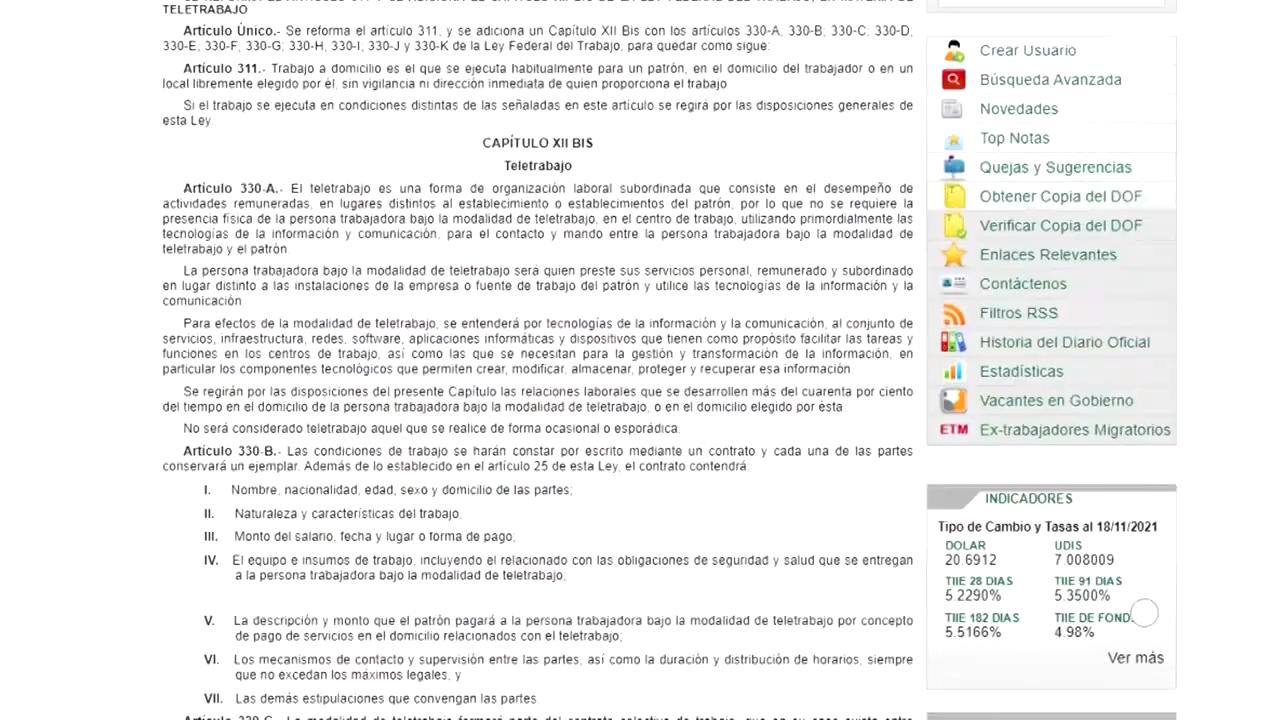 TELETRABAJO
Artículo Único.- Se reforma el artículo 311; y se adiciona un Capítulo XII Bis con los artículos 330-A, 330-B, 330-C, 330-D,
330-E, 330-F, 330-G, 330-H, 330-I, 330-J y 330-K de la Ley Federal del Trabajo, para quedar como sigue:
Artículo 311.- Trabajo a domicilio es el que se ejecuta habitualmente para un patrón, en el domicilio del trabajador o en un
local libremente elegido por él, sin vigilancia ni dirección inmediata de quien proporciona el trabajo
Si el trabajo se ejecuta en condiciones distintas de las señaladas en este artículo se regirá por las disposiciones generales de
esta Ley.
CAPÍTULO XII BIS
Teletrabajo
Artículo 330-A.- El teletrabajo es una forma de organización laboral subordinada que consiste en el desempeño de
actividades remuneradas, en lugares distintos al establecimiento o establecimientos del patrón, por lo que no se requiere la
presencia física de la persona trabajadora bajo la modalidad de teletrabajo, en el centro de trabajo, utilizando primordialmente las
tecnologías de la información y comunicación, para el contacto y mando entre la persona trabajadora bajo la modalidad de
teletrabajo y el patrón.
La persona trabajadora bajo la modalidad de teletrabajo será quien preste sus servicios personal, remunerado y subordinado
en lugar distinto a las instalaciones de la empresa o fuente de trabajo del patrón y utilice las tecnologías de la información y la
comunicación.
Para efectos de la modalidad de teletrabajo, se entenderá por tecnologías de la información y la comunicación, al conjunto de
servicios, infraestructura, redes, software, aplicaciones informáticas y dispositivos que tienen como propósito facilitar las tareas y
funciones en los centros de trabajo, así como las que se necesitan para la gestión y transformación de la información, en
particular los componentes tecnológicos que permiten crear, modificar, almacenar, proteger y recuperar esa información.
Se regirán por las disposiciones del presente Capítulo las relaciones laborales que se desarrollen más del cuarenta por ciento
del tiempo en el domicilio de la persona trabajadora bajo la modalidad de teletrabajo, o en el domicilio elegido por ésta
No será considerado teletrabajo aquel que se realice de forma ocasional o esporádica.
Artículo 330-B.- Las condiciones de trabajo se harán constar por escrito mediante un contrato y cada una de las partes
conservará un ejemplar. Además de lo establecido en el artículo 25 de esta Ley, el contrato contendrá:
I. Nombre, nacionalidad, edad, sexo y domicilio de las partes;
II. Naturaleza y características del trabajo;
III. Monto del salario, fecha y lugar o forma de pago;
IV. El equipo e insumos de trabajo, incluyendo el relacionado con las obligaciones de seguridad y salud que se entregan
a la persona trabajadora bajo la modalidad de teletrabajo;
V. La descripción y monto que el patrón pagará a la persona trabajadora bajo la modalidad de teletrabajo por concepto
de pago de servicios en el domicilio relacionados con el teletrabajo;
VI. Los mecanismos de contacto y supervisión entre las partes, así como la duración y distribución de horarios, siempre
que no excedan los máximos legales, y
VII. Las demás estipulaciones que convengan las partes.
Crear Usuario
Búsqueda Avanzada
Novedades
Top Notas
Quejas y Sugerencias
Obtener Copia del DOF
Verificar Copia del DOF
Enlaces Relevantes
Contáctenos
Filtros RSS
Historia del Diario Oficial
Estadísticas
Vacantes en Gobierno
ETM Ex-trabajadores Migratorios
INDICADORES
Tipo de Cambio y Tasas al 18/11/2021
DOLAR UDIS
20.6912 7.008009
TIIE 28 DIAS TIIE 91 DIAS
5.2290% 5.3500%
TIIE 182 DIAS TIIE DE FOND
5.5166% 4.98%
Ver más